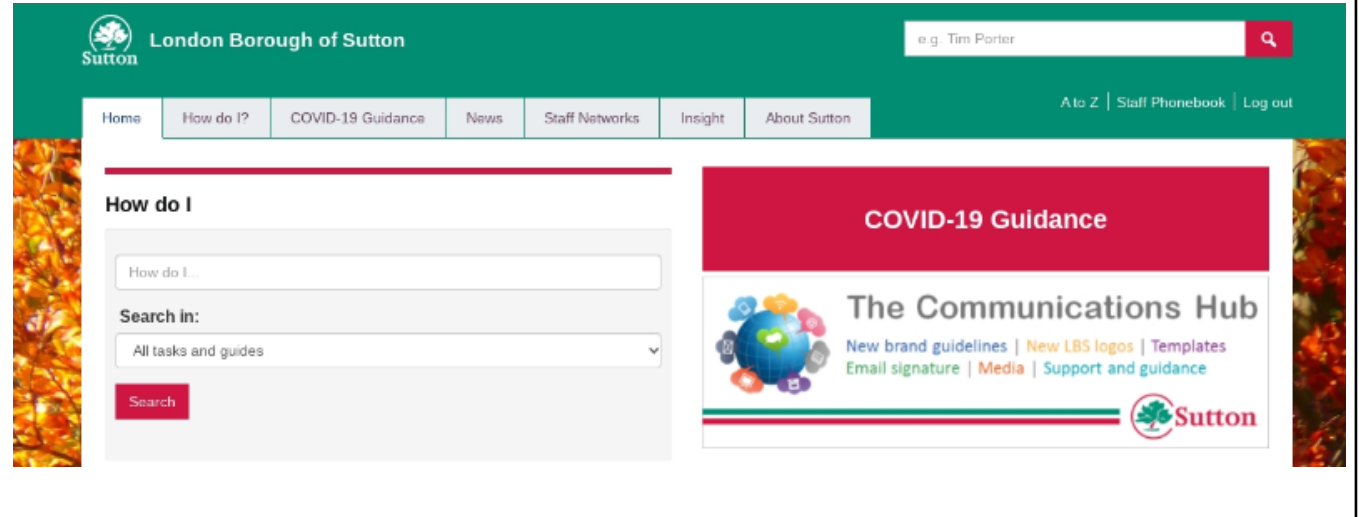 Sutton
London Borough of Sutton
e.g. Tim Porter
A to Z | Staff Phonebook | Log out
Home
How do I?
COVID-19 Guidance
News
Staff Networks
Insight
About Sutton
How do I
How do I...
Search in:
All tasks and guides
Search
COVID-19 Guidance
The Communications Hub
New brand guidelines | New LBS logos | Templates
Email signature | Media | Support and guidance
Sutton